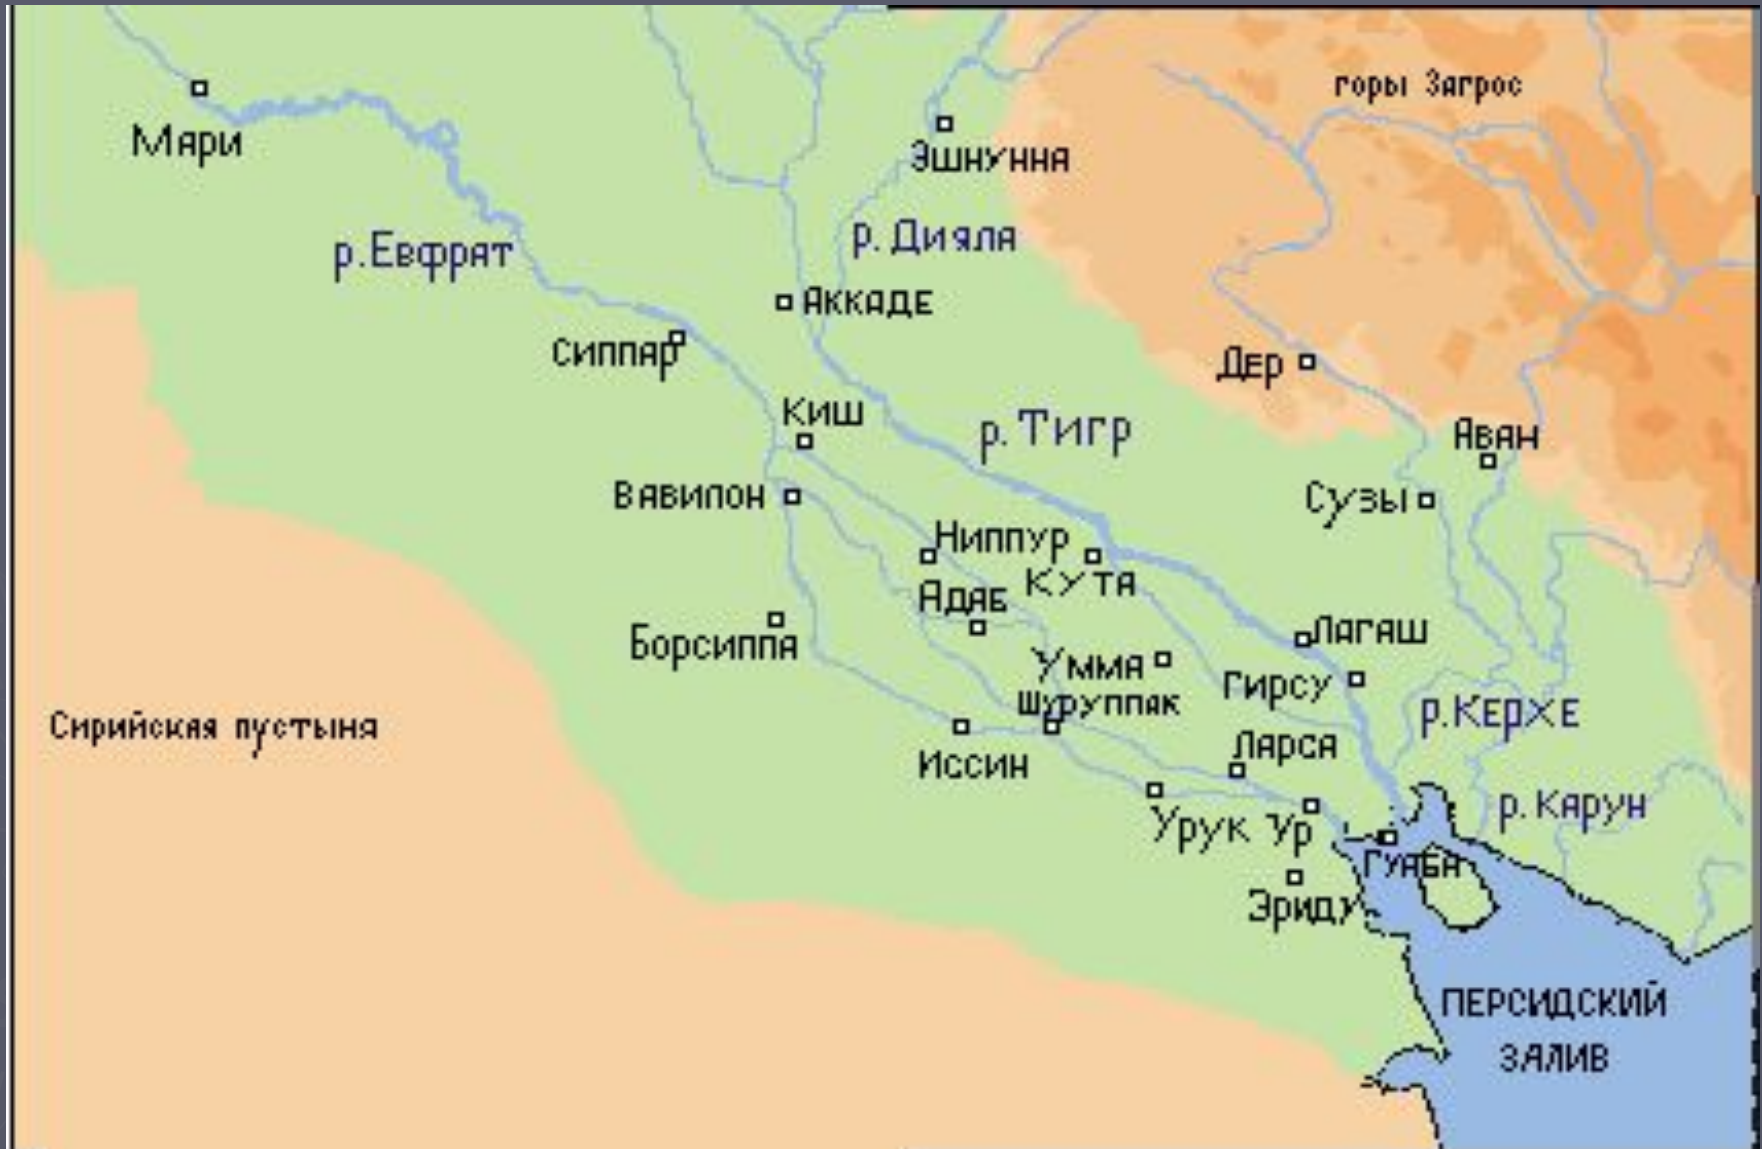 горы Загрос
Мари
Эшнунна
р. Дияла
р.Евфрат
Аккаде
Сиппар
Дер
Киш
р. Тигр
Аван
Вавилон
Сузы
Ниппур
Кута
Адаб
Лагаш
Борсиппа
Умма
Гирсу
Шуруппак
р.Керхе
Сирийская пустыня
Ларса
Иссин
р. Карун
Урук
Ур
Гуаба
Эриду
ПЕРСИДСКИЙ
ЗАЛИВ